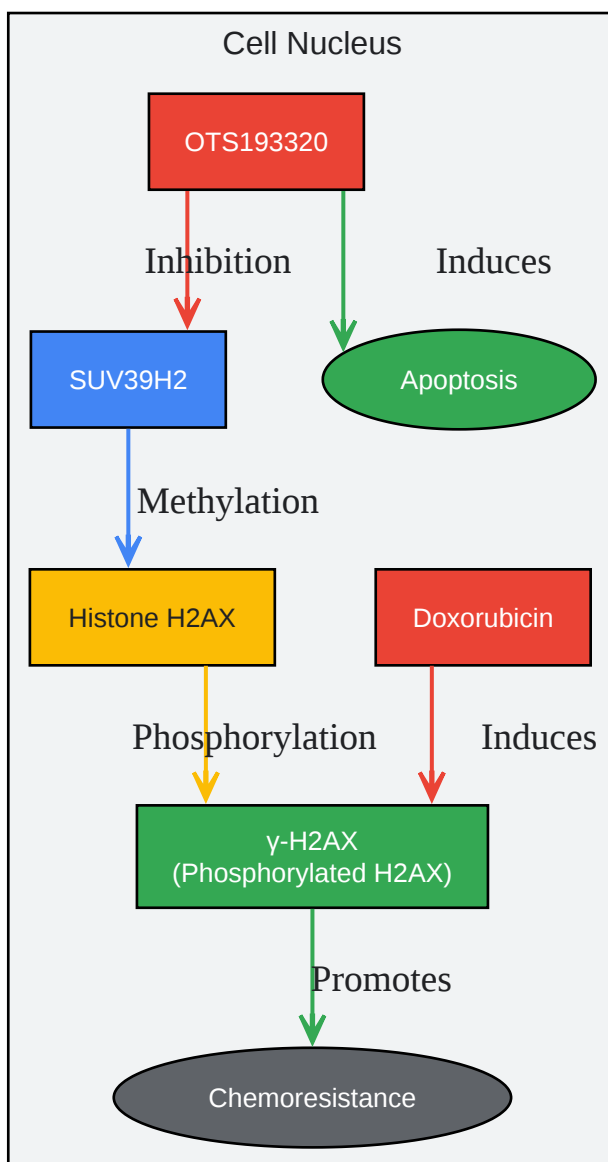 Cell Nucleus
OTS193320
Inhibition
Induces
SUV39H2
Apoptosis
Methylation
Histone H2AX
Doxorubicin
Phosphorylation
Induces
γ-H2AX
(Phosphorylated H2AX)
Promotes
Chemoresistance